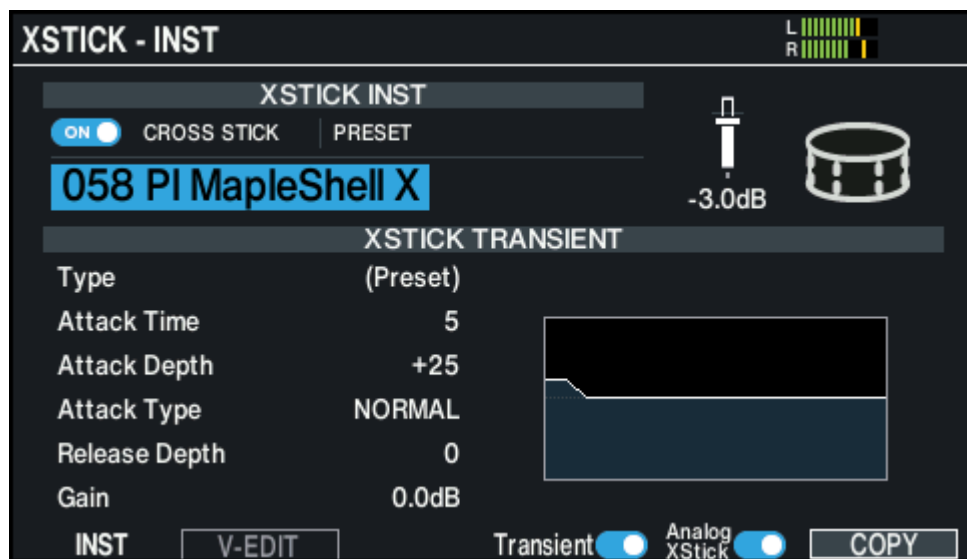 XSTICK - INST
L
R
XSTICK INST
ON CROSS STICK PRESET
058 Pl MapleShell X
-3.0dB
XSTICK TRANSIENT
Type (Preset)
Attack Time 5
Attack Depth +25
Attack Type NORMAL
Release Depth 0
Gain 0.0dB
INST V-EDIT Transient Analog XStick COPY